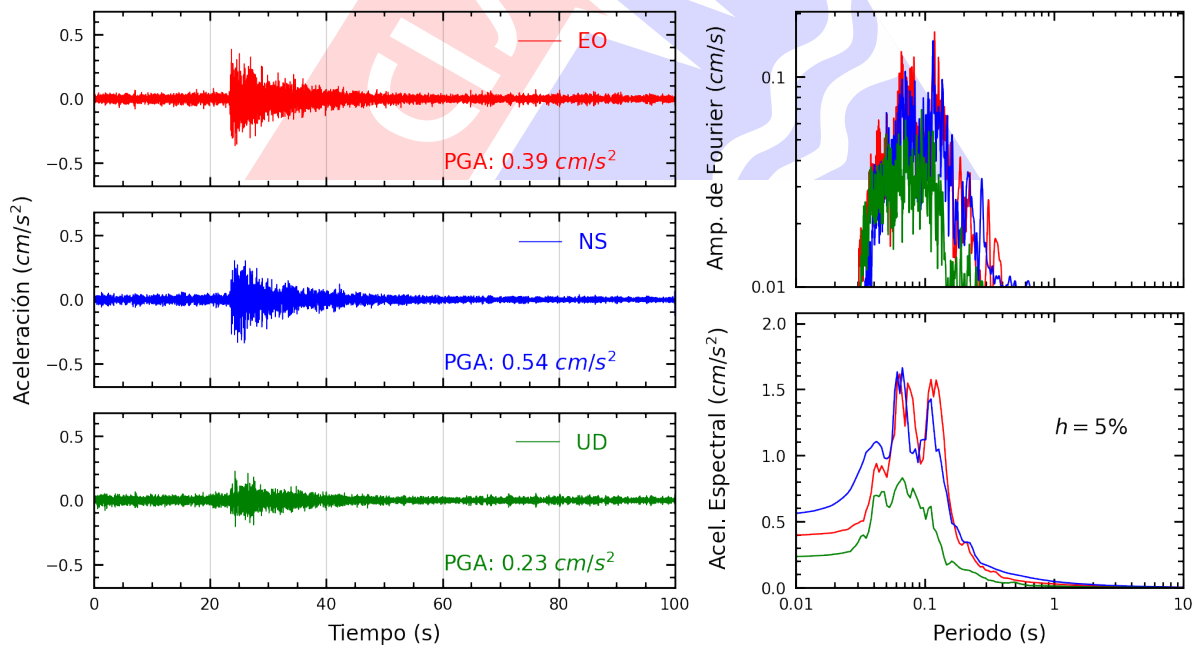 Aceleración (cm/s²)
0.5
0.0
−0.5
EO
PGA: 0.39 cm/s²
0.5
0.0
−0.5
NS
PGA: 0.54 cm/s²
0.5
0.0
−0.5
UD
PGA: 0.23 cm/s²
0 20 40 60 80 100
Tiempo (s)
Amp. de Fourier (cm/s)
0.1
0.01
Acel. Espectral (cm/s²)
2.0
1.5
1.0
0.5
0.0
h = 5%
0.01 0.1 1 10
Periodo (s)